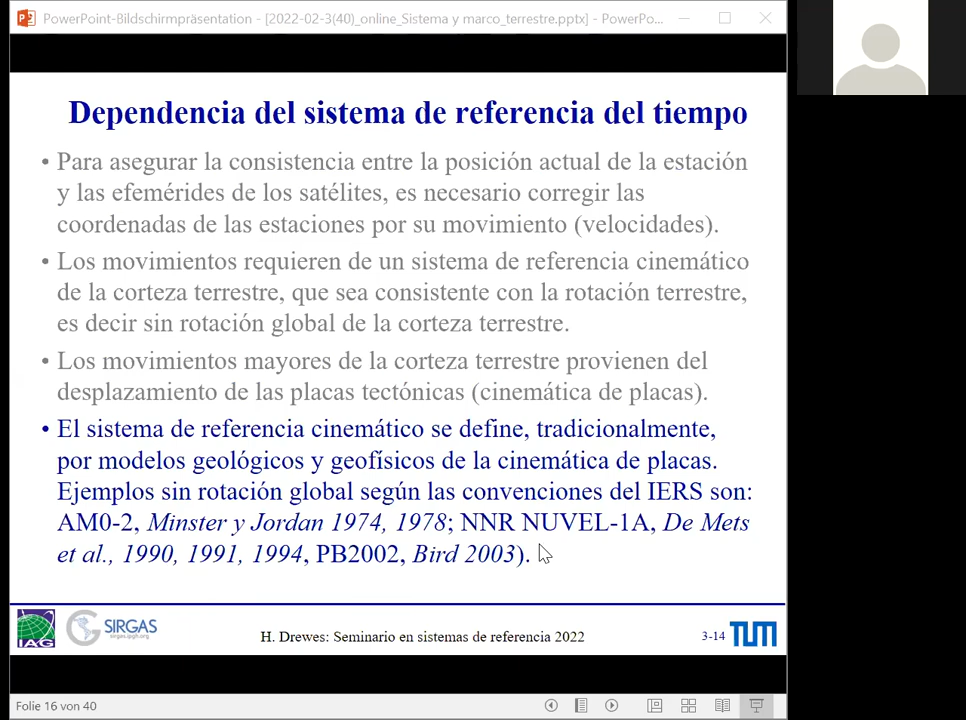 PowerPoint-Bildschirmpräsentation - [2022-02-3(40)_online_Sistema y marco_terrestre.pptx] - PowerPo...
Dependencia del sistema de referencia del tiempo
• Para asegurar la consistencia entre la posición actual de la estación
y las efemérides de los satélites, es necesario corregir las
coordenadas de las estaciones por su movimiento (velocidades).
• Los movimientos requieren de un sistema de referencia cinemático
de la corteza terrestre, que sea consistente con la rotación terrestre,
es decir sin rotación global de la corteza terrestre.
• Los movimientos mayores de la corteza terrestre provienen del
desplazamiento de las placas tectónicas (cinemática de placas).
• El sistema de referencia cinemático se define, tradicionalmente,
por modelos geológicos y geofísicos de la cinemática de placas.
Ejemplos sin rotación global según las convenciones del IERS son:
AM0-2, Minster y Jordan 1974, 1978; NNR NUVEL-1A, De Mets
et al., 1990, 1991, 1994, PB2002, Bird 2003).
IAG
SIRGAS
sirgas.ipgh.org
H. Drewes: Seminario en sistemas de referencia 2022
3-14
TUM
Folie 16 von 40